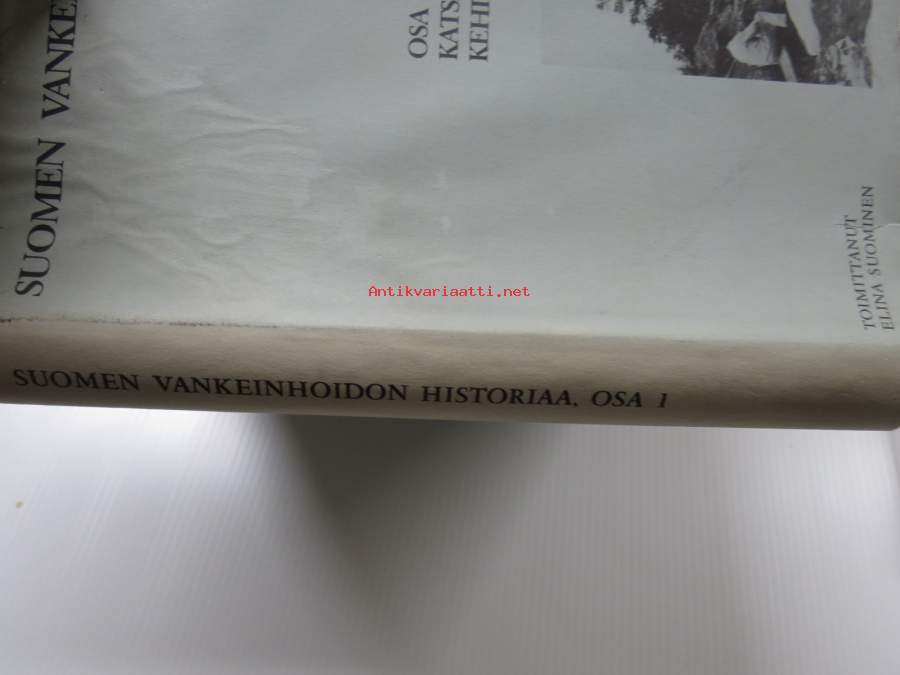 SUOMEN VANKE
OSA
KATS
KEHI
TOIMITTANUT
ELINA SUOMINEN
Antikvariaatti.net
SUOMEN VANKEINHOIDON HISTORIAA, OSA 1